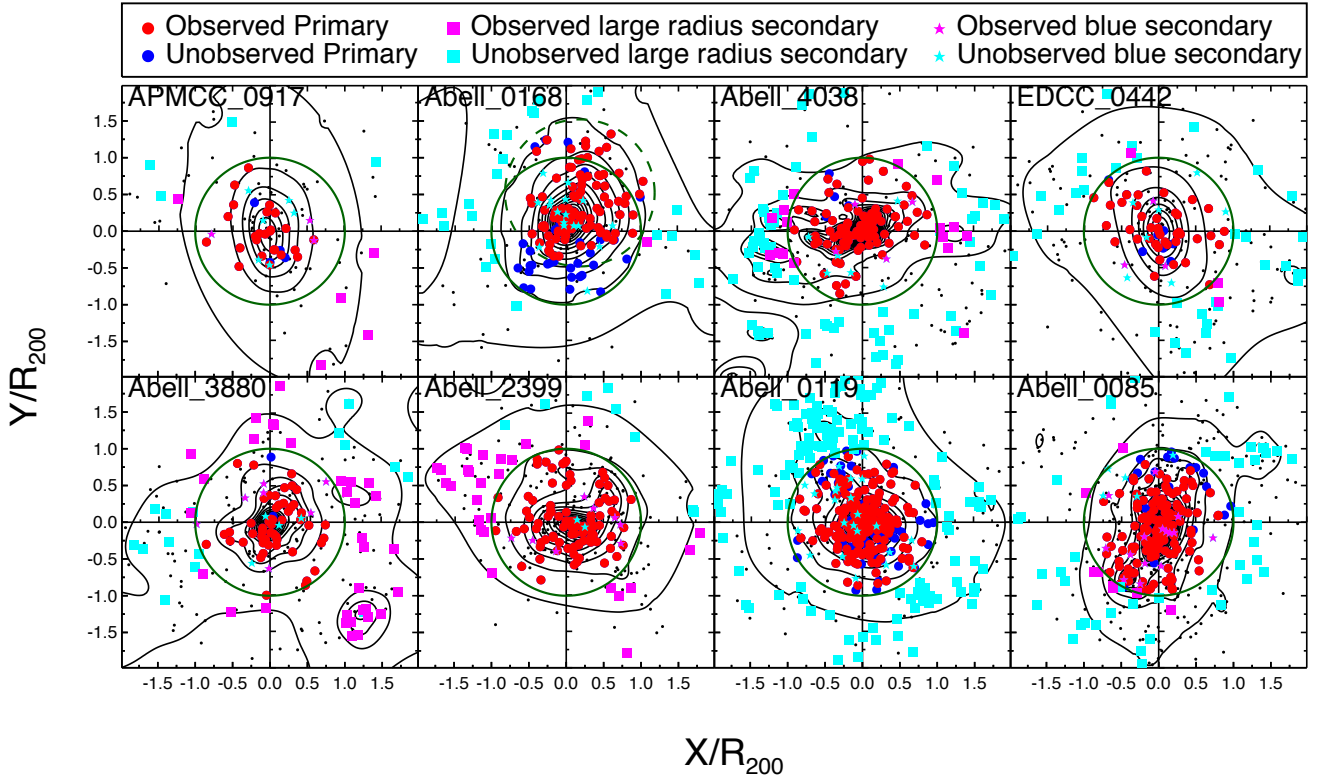 Observed Primary Observed large radius secondary Observed blue secondary
Unobserved Primary Unobserved large radius secondary Unobserved blue secondary
APMCC_0917 Abell_0168 Abell_4038 EDCC_0442
1.5
1.0
0.5
0.0
-0.5
-1.0
-1.5
Y/R200
Abell_3880 Abell_2399 Abell_0119 Abell_0085
1.5
1.0
0.5
0.0
-0.5
-1.0
-1.5
-1.5 -1.0 -0.5 0.0 0.5 1.0 1.5 -1.5 -1.0 -0.5 0.0 0.5 1.0 1.5 -1.5 -1.0 -0.5 0.0 0.5 1.0 1.5 -1.5 -1.0 -0.5 0.0 0.5 1.0 1.5
X/R200